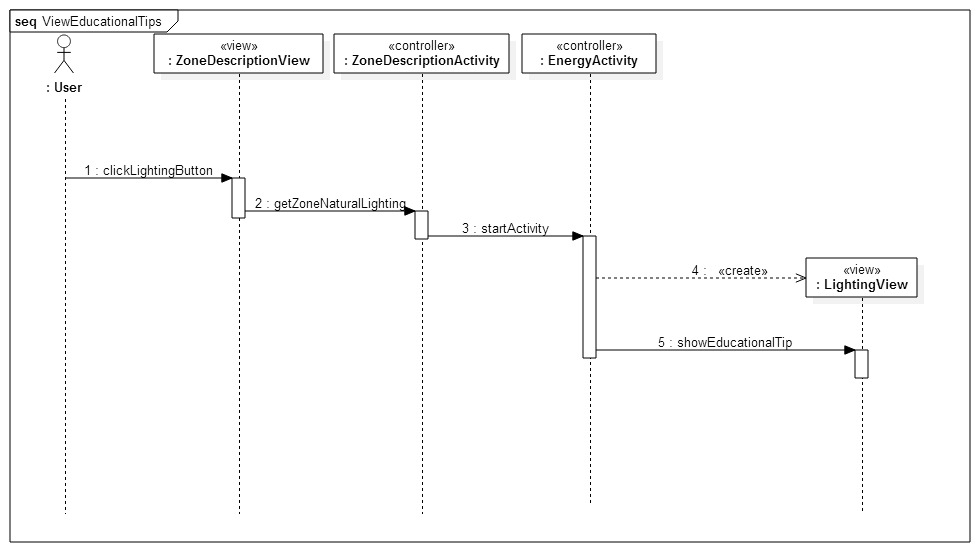 seq ViewEducationalTips
: User
«view»
: ZoneDescriptionView
«controller»
: ZoneDescriptionActivity
«controller»
: EnergyActivity
1 : clickLightingButton
2 : getZoneNaturalLighting
3 : startActivity
4 : «create»
«view»
: LightingView
5 : showEducationalTip